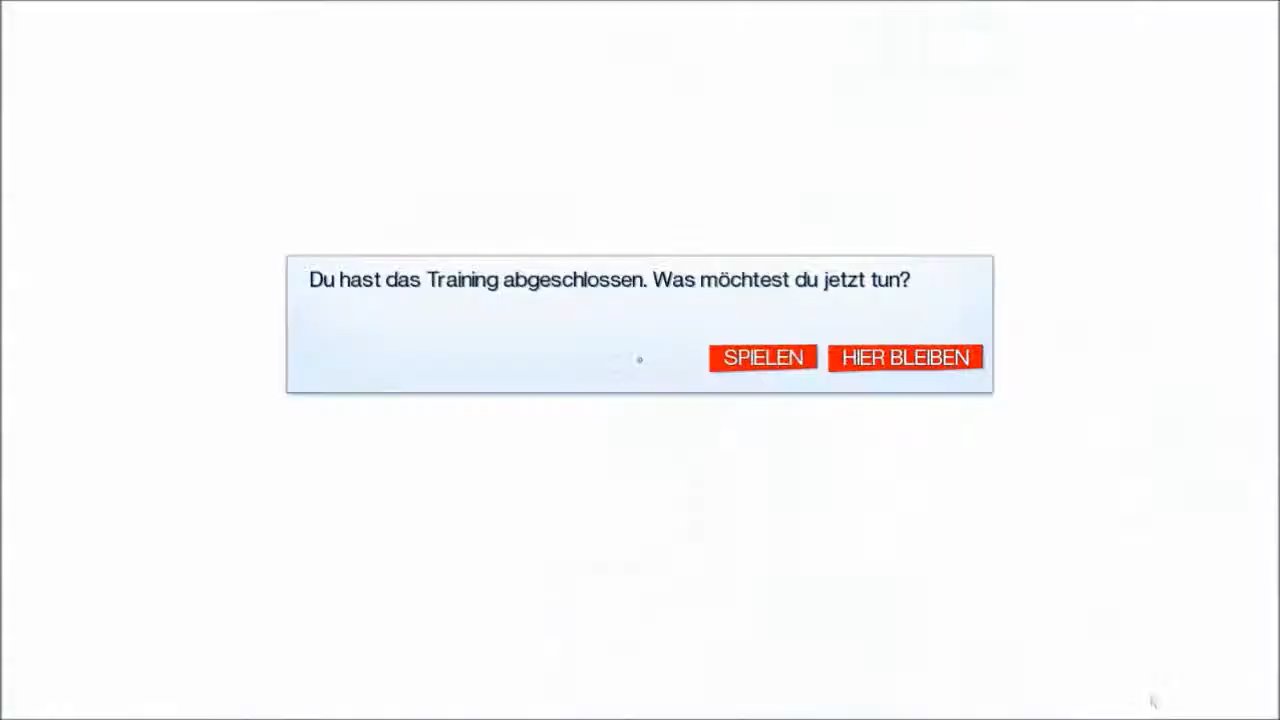 Du hast das Training abgeschlossen. Was möchtest du jetzt tun?
SPIELEN HIER BLEIBEN